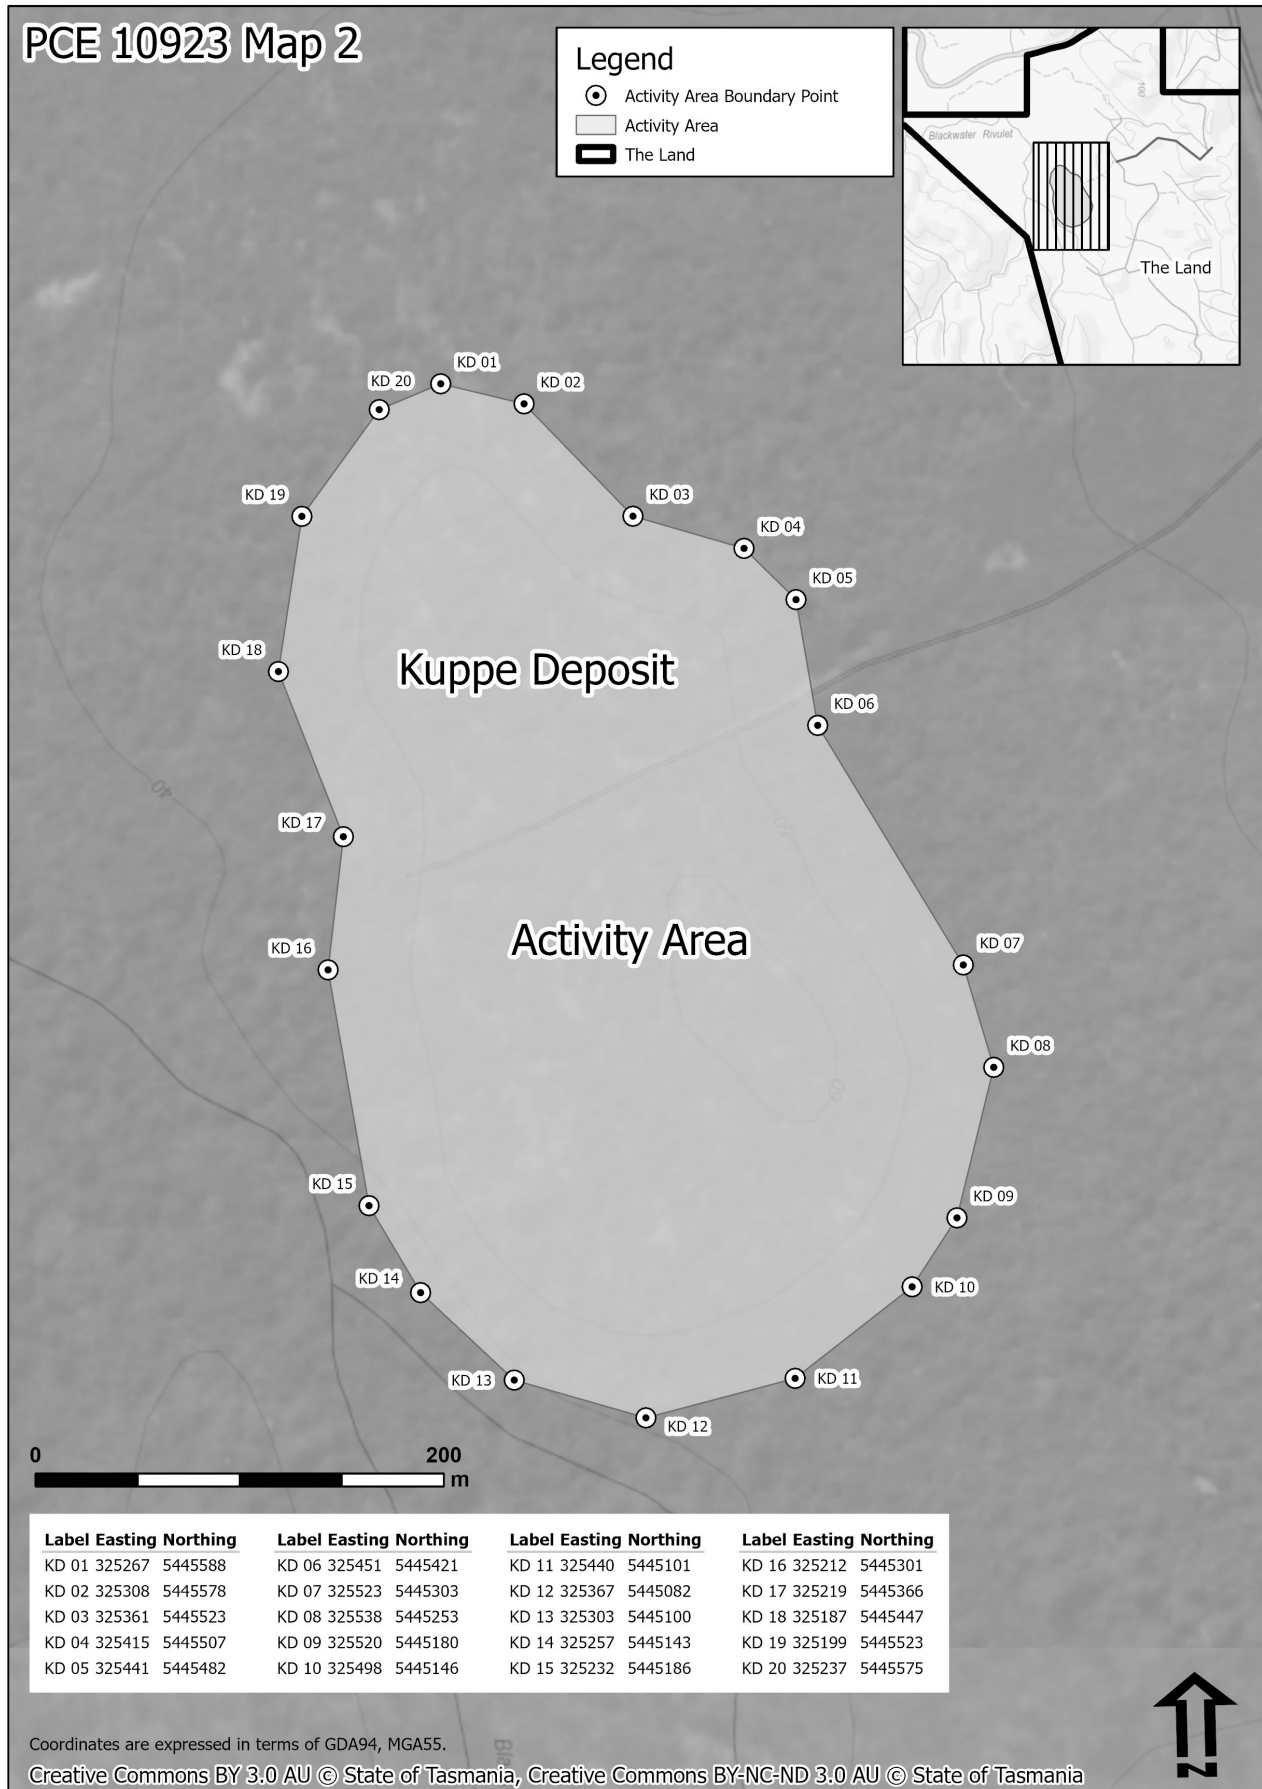 PCE 10923 Map 2
Legend
Activity Area Boundary Point
Activity Area
The Land
100
Blackwater Rivulet
The Land
KD 01
KD 20
KD 02
KD 19
KD 03
KD 04
KD 05
KD 18
Kuppe Deposit
KD 06
40
50
KD 17
Activity Area
KD 16
KD 07
KD 08
60
KD 15
KD 09
KD 14
KD 10
KD 13
KD 11
KD 12
0 200
m
Label Easting Northing Label Easting Northing Label Easting Northing Label Easting Northing
KD 01 325267 5445588 KD 06 325451 5445421 KD 11 325440 5445101 KD 16 325212 5445301
KD 02 325308 5445578 KD 07 325523 5445303 KD 12 325367 5445082 KD 17 325219 5445366
KD 03 325361 5445523 KD 08 325538 5445253 KD 13 325303 5445100 KD 18 325187 5445447
KD 04 325415 5445507 KD 09 325520 5445180 KD 14 325257 5445143 KD 19 325199 5445523
KD 05 325441 5445482 KD 10 325498 5445146 KD 15 325232 5445186 KD 20 325237 5445575
N
Coordinates are expressed in terms of GDA94, MGA55.
Bla
Creative Commons BY 3.0 AU © State of Tasmania, Creative Commons BY-NC-ND 3.0 AU © State of Tasmania